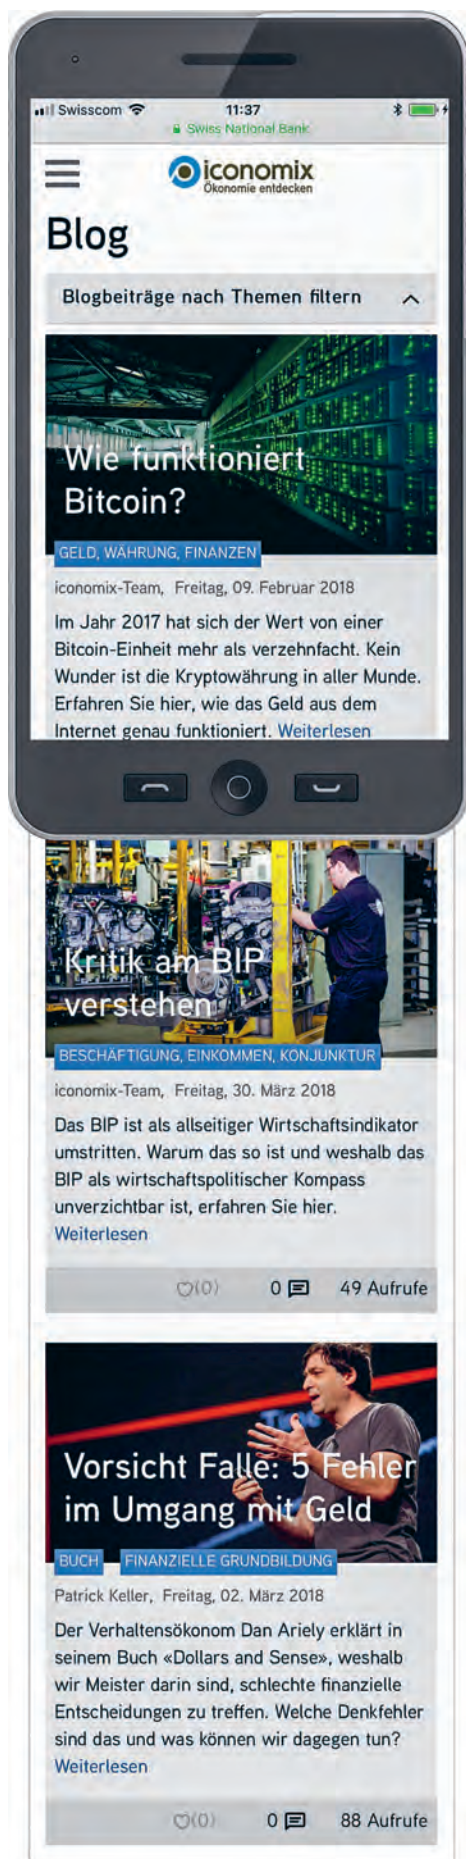 Swisscom
11:37
Swiss National Bank
iconomix
Ökonomie entdecken
Blog
Blogbeiträge nach Themen filtern
Wie funktioniert
Bitcoin?
GELD, WÄHRUNG, FINANZEN
iconomix-Team, Freitag, 09. Februar 2018
Im Jahr 2017 hat sich der Wert von einer
Bitcoin-Einheit mehr als verzehnfacht. Kein
Wunder ist die Kryptowährung in aller Munde.
Erfahren Sie hier, wie das Geld aus dem
Internet genau funktioniert. Weiterlesen
Kritik am BIP
verstehen
BESCHÄFTIGUNG, EINKOMMEN, KONJUNKTUR
iconomix-Team, Freitag, 30. März 2018
Das BIP ist als allseitiger Wirtschaftsindikator
umstritten. Warum das so ist und weshalb das
BIP als wirtschaftspolitischer Kompass
unverzichtbar ist, erfahren Sie hier.
Weiterlesen
(0) 0 49 Aufrufe
Vorsicht Falle: 5 Fehler
im Umgang mit Geld
BUCH FINANZIELLE GRUNDBILDUNG
Patrick Keller, Freitag, 02. März 2018
Der Verhaltensökonom Dan Ariely erklärt in
seinem Buch «Dollars and Sense», weshalb
wir Meister darin sind, schlechte finanzielle
Entscheidungen zu treffen. Welche Denkfehler
sind das und was können wir dagegen tun?
Weiterlesen
(0) 0 88 Aufrufe